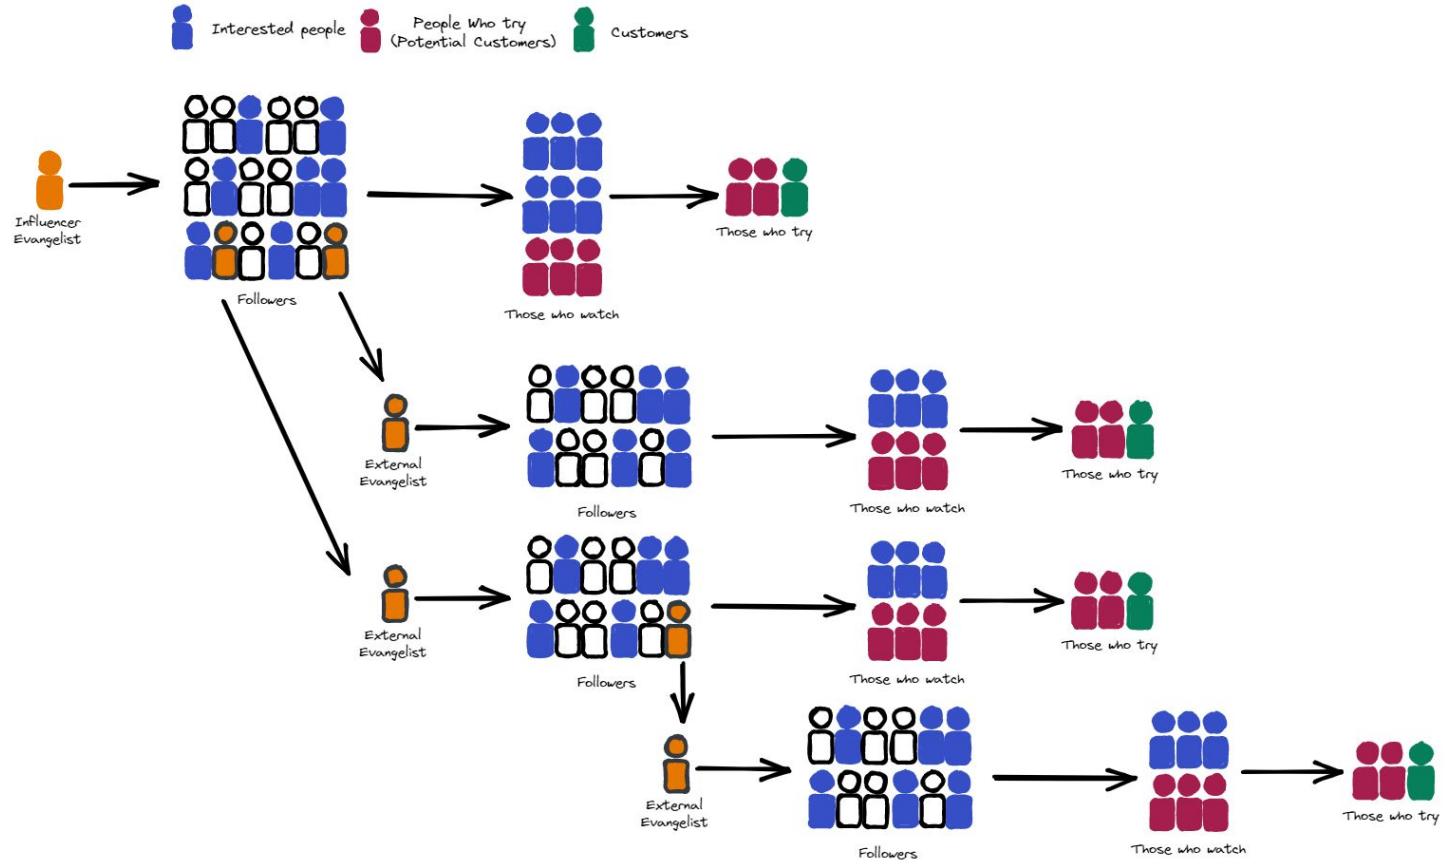 Interested people
People Who try
(Potential Customers)
Customers
Influencer
Evangelist
Followers
Those who watch
Those who try
External
Evangelist
Followers
Those who watch
Those who try
External
Evangelist
Followers
Those who watch
Those who try
External
Evangelist
Followers
Those who watch
Those who try